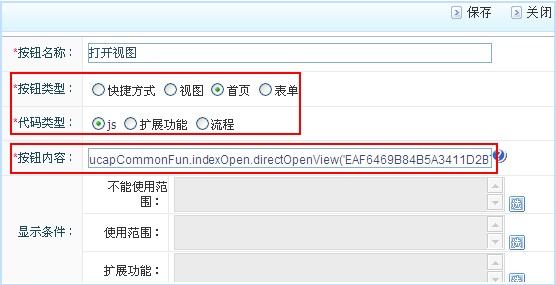 保存 关闭
*按钮名称： 打开视图
*按钮类型： 快捷方式 视图 首页 表单
*代码类型： js 扩展功能 流程
*按钮内容： ucapCommonFun.indexOpen.directOpenView('EAF6469B84B5A3411D2B
显示条件：
不能使用范
围： 选
使用范围： 选
扩展功能： 选